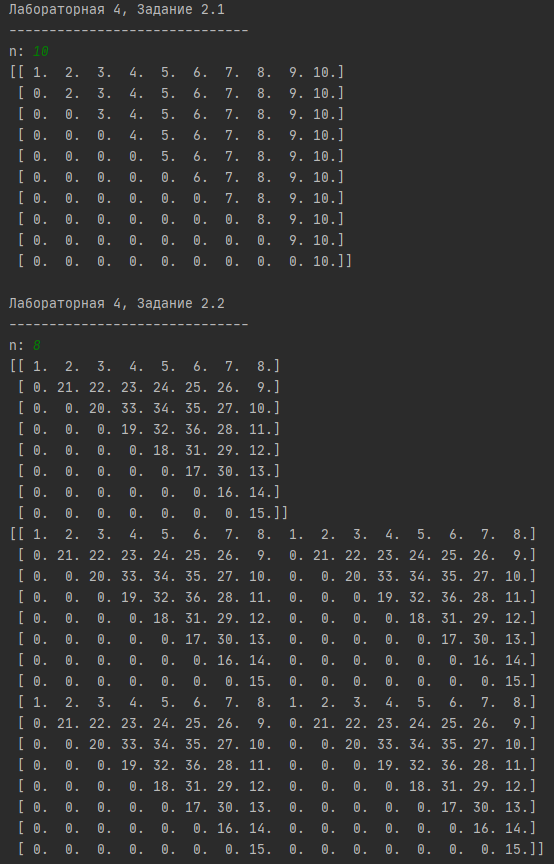 Лабораторная 4, Задание 2.1
------------------------------
n: 10
[[ 1.  2.  3.  4.  5.  6.  7.  8.  9. 10.]
 [ 0.  2.  3.  4.  5.  6.  7.  8.  9. 10.]
 [ 0.  0.  3.  4.  5.  6.  7.  8.  9. 10.]
 [ 0.  0.  0.  4.  5.  6.  7.  8.  9. 10.]
 [ 0.  0.  0.  0.  5.  6.  7.  8.  9. 10.]
 [ 0.  0.  0.  0.  0.  6.  7.  8.  9. 10.]
 [ 0.  0.  0.  0.  0.  0.  7.  8.  9. 10.]
 [ 0.  0.  0.  0.  0.  0.  0.  8.  9. 10.]
 [ 0.  0.  0.  0.  0.  0.  0.  0.  9. 10.]
 [ 0.  0.  0.  0.  0.  0.  0.  0.  0. 10.]]
Лабораторная 4, Задание 2.2
------------------------------
n: 8
[[ 1.  2.  3.  4.  5.  6.  7.  8.]
 [ 0. 21. 22. 23. 24. 25. 26.  9.]
 [ 0.  0. 20. 33. 34. 35. 27. 10.]
 [ 0.  0.  0. 19. 32. 36. 28. 11.]
 [ 0.  0.  0.  0. 18. 31. 29. 12.]
 [ 0.  0.  0.  0.  0. 17. 30. 13.]
 [ 0.  0.  0.  0.  0.  0. 16. 14.]
 [ 0.  0.  0.  0.  0.  0.  0. 15.]]
[[ 1.  2.  3.  4.  5.  6.  7.  8.  1.  2.  3.  4.  5.  6.  7.  8.]
 [ 0. 21. 22. 23. 24. 25. 26.  9.  0. 21. 22. 23. 24. 25. 26.  9.]
 [ 0.  0. 20. 33. 34. 35. 27. 10.  0.  0. 20. 33. 34. 35. 27. 10.]
 [ 0.  0.  0. 19. 32. 36. 28. 11.  0.  0.  0. 19. 32. 36. 28. 11.]
 [ 0.  0.  0.  0. 18. 31. 29. 12.  0.  0.  0.  0. 18. 31. 29. 12.]
 [ 0.  0.  0.  0.  0. 17. 30. 13.  0.  0.  0.  0.  0. 17. 30. 13.]
 [ 0.  0.  0.  0.  0.  0. 16. 14.  0.  0.  0.  0.  0.  0. 16. 14.]
 [ 0.  0.  0.  0.  0.  0.  0. 15.  0.  0.  0.  0.  0.  0.  0. 15.]
 [ 1.  2.  3.  4.  5.  6.  7.  8.  1.  2.  3.  4.  5.  6.  7.  8.]
 [ 0. 21. 22. 23. 24. 25. 26.  9.  0. 21. 22. 23. 24. 25. 26.  9.]
 [ 0.  0. 20. 33. 34. 35. 27. 10.  0.  0. 20. 33. 34. 35. 27. 10.]
 [ 0.  0.  0. 19. 32. 36. 28. 11.  0.  0.  0. 19. 32. 36. 28. 11.]
 [ 0.  0.  0.  0. 18. 31. 29. 12.  0.  0.  0.  0. 18. 31. 29. 12.]
 [ 0.  0.  0.  0.  0. 17. 30. 13.  0.  0.  0.  0.  0. 17. 30. 13.]
 [ 0.  0.  0.  0.  0.  0. 16. 14.  0.  0.  0.  0.  0.  0. 16. 14.]
 [ 0.  0.  0.  0.  0.  0.  0. 15.  0.  0.  0.  0.  0.  0.  0. 15.]]